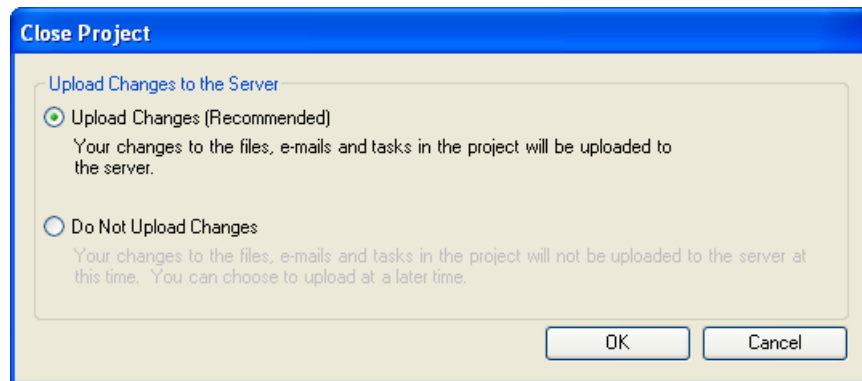 Close Project
Upload Changes to the Server
Upload Changes (Recommended)
Your changes to the files, e-mails and tasks in the project will be uploaded to
the server.
Do Not Upload Changes
Your changes to the files, e-mails and tasks in the project will not be uploaded to the server at
this time. You can choose to upload at a later time.
OK Cancel